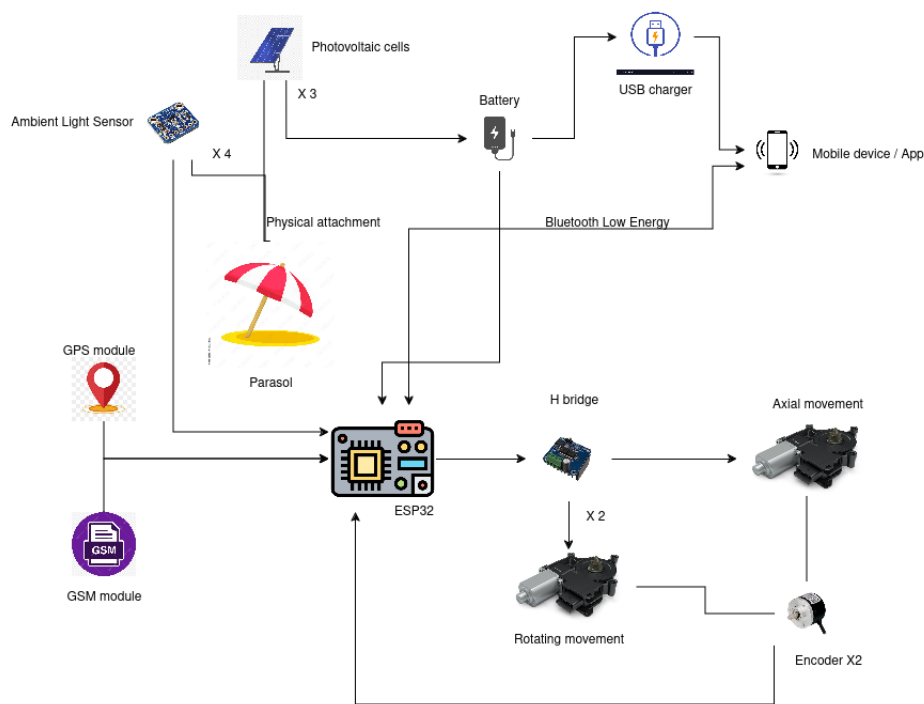 Photovoltaic cells
X 3
USB charger
Battery
Ambient Light Sensor
X 4
Mobile device / App
Physical attachment
Bluetooth Low Energy
GPS module
Parasol
H bridge
Axial movement
ESP32
X 2
GSM
GSM module
Rotating movement
Encoder X2